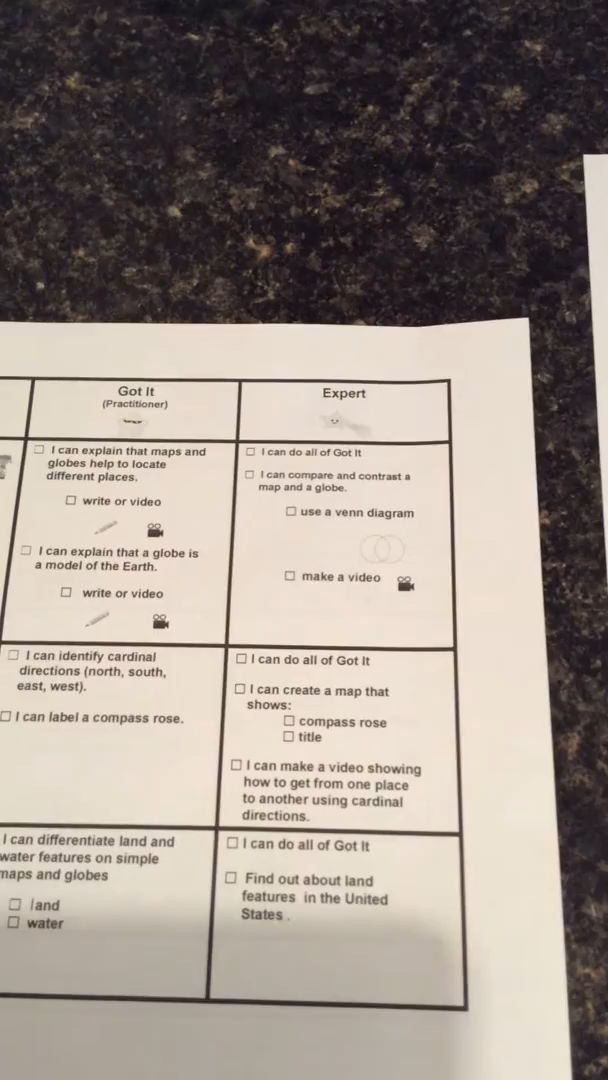 Got It
(Practitioner)
Expert
I can explain that maps and
globes help to locate
different places.
write or video
I can explain that a globe is
a model of the Earth.
write or video
I can do all of Got It
I can compare and contrast a
map and a globe.
use a venn diagram
make a video
I can identify cardinal
directions (north, south,
east, west).
I can label a compass rose.
I can do all of Got It
I can create a map that
shows:
compass rose
title
I can make a video showing
how to get from one place
to another using cardinal
directions.
I can differentiate land and
water features on simple
maps and globes
land
water
I can do all of Got It
Find out about land
features in the United
States .